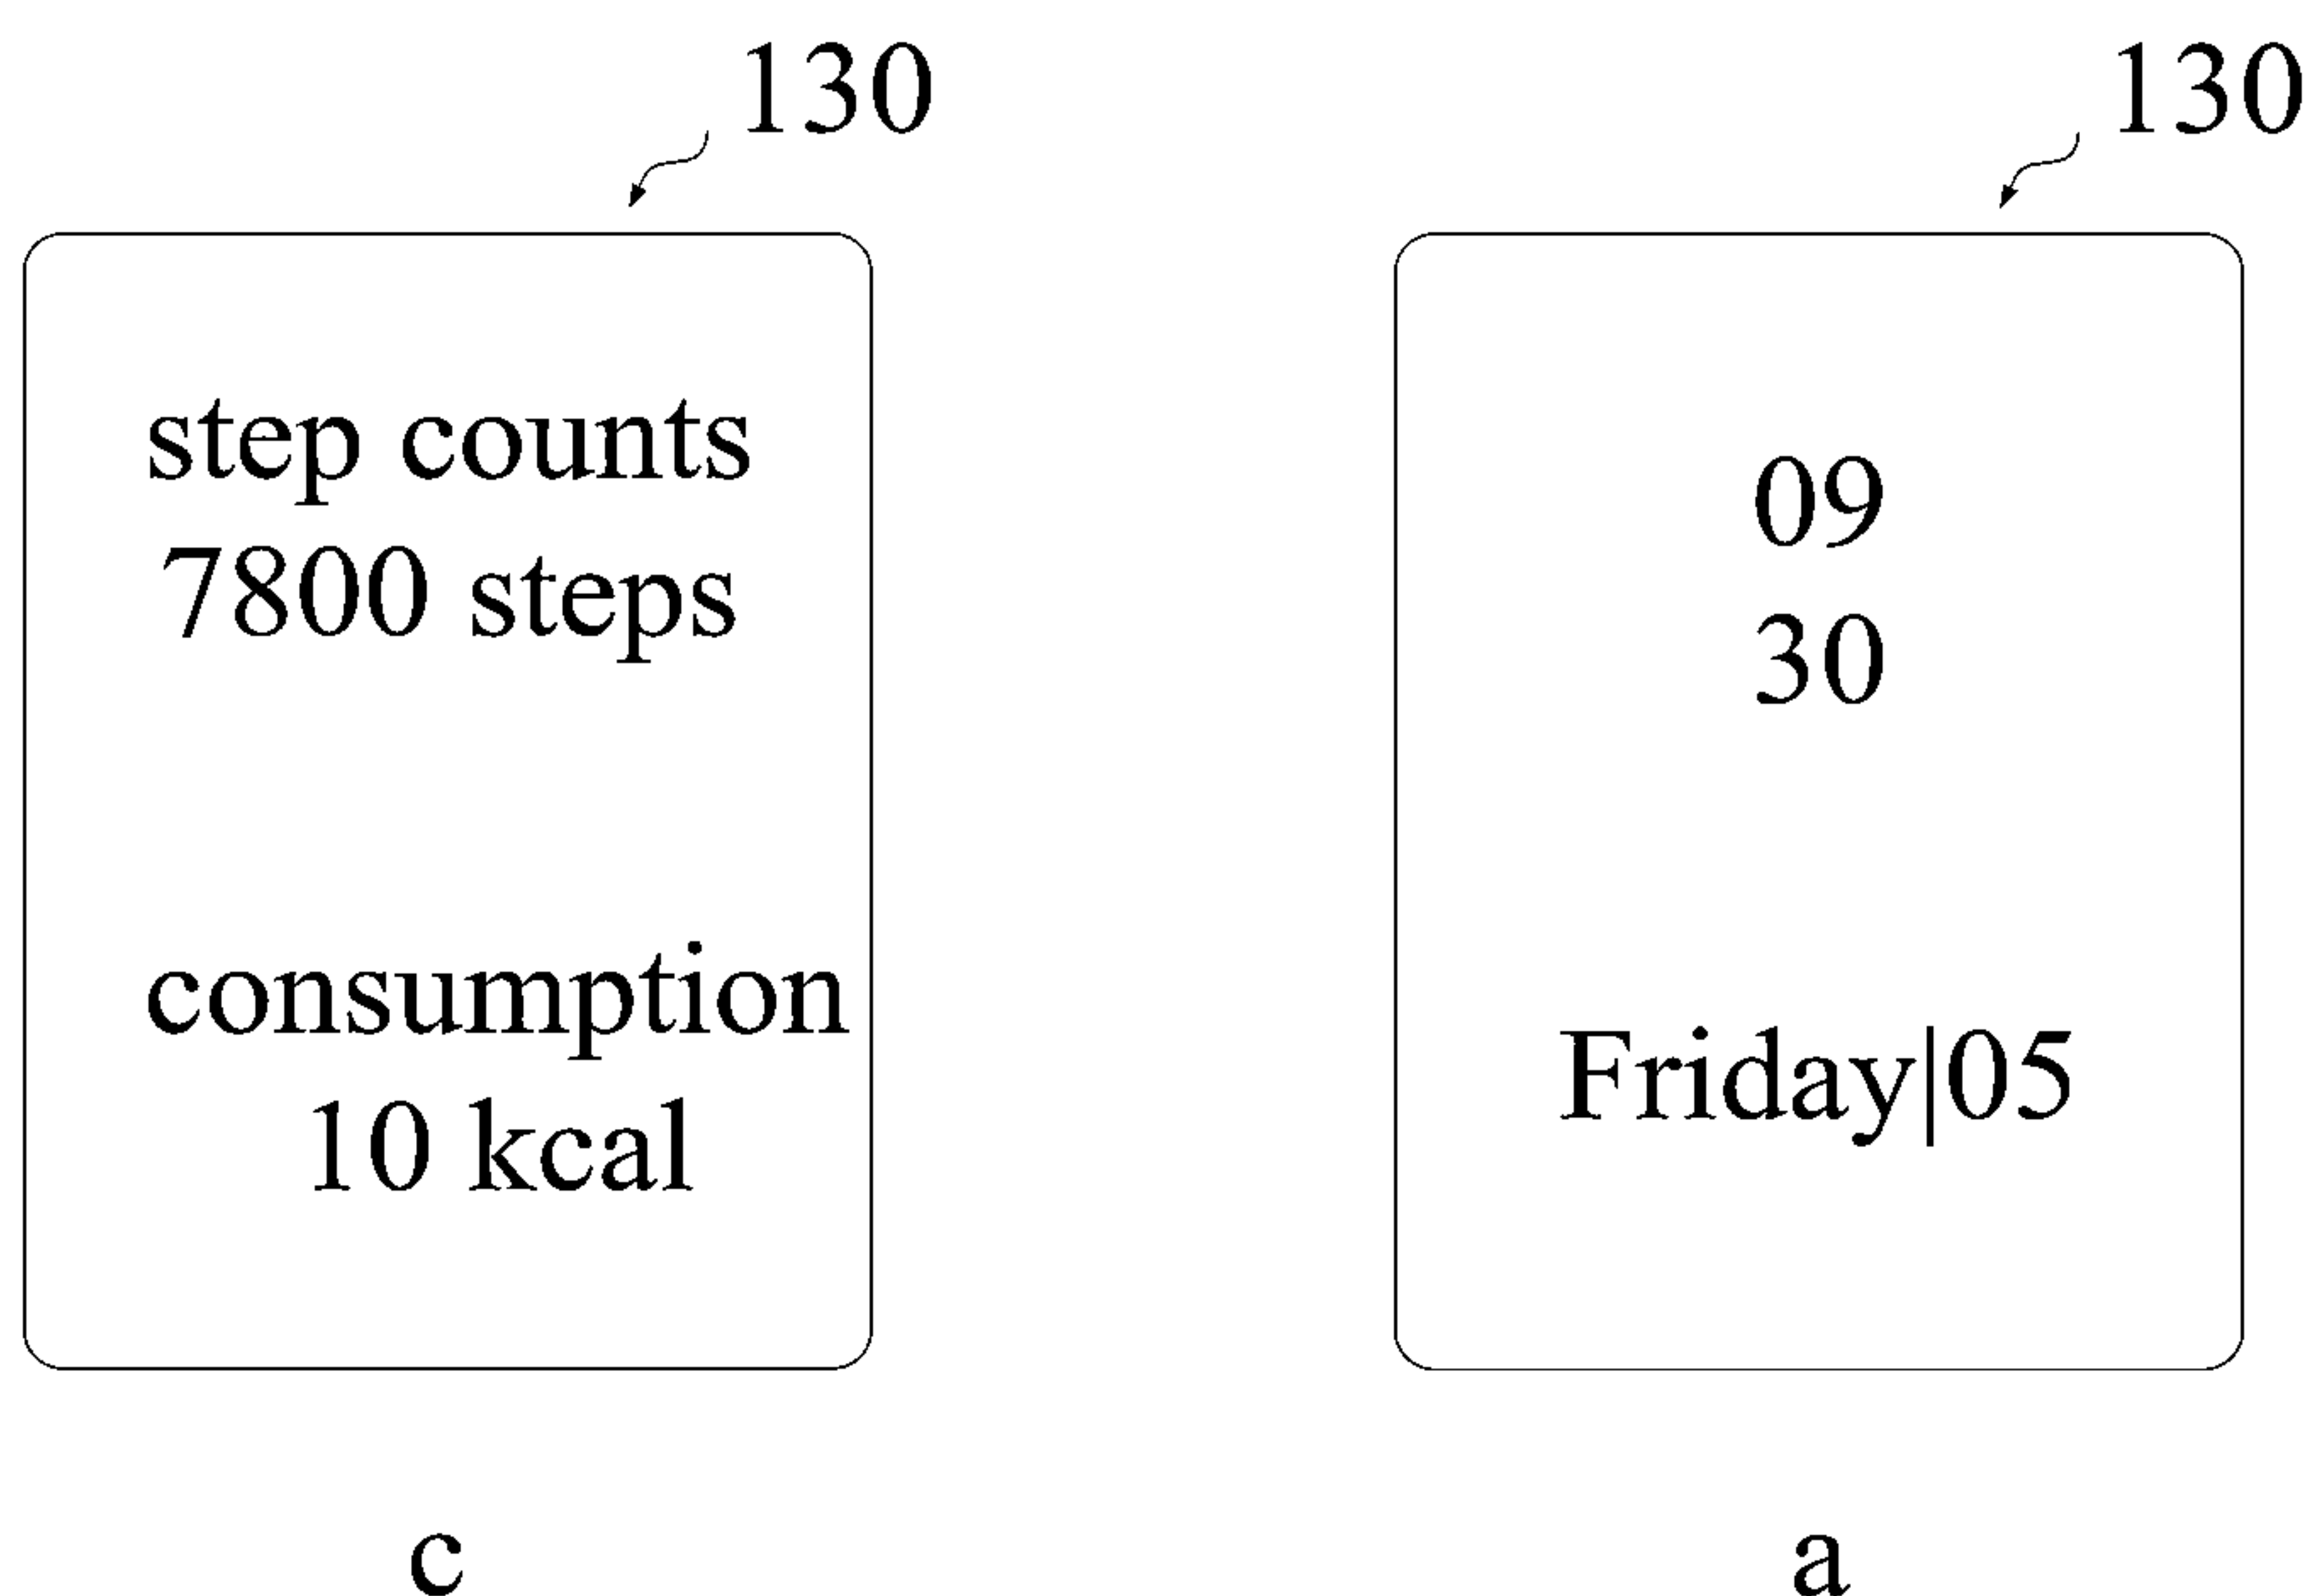 130
step counts
7800 steps
consumption
10 kcal
c
130
09
30
Friday|05
a